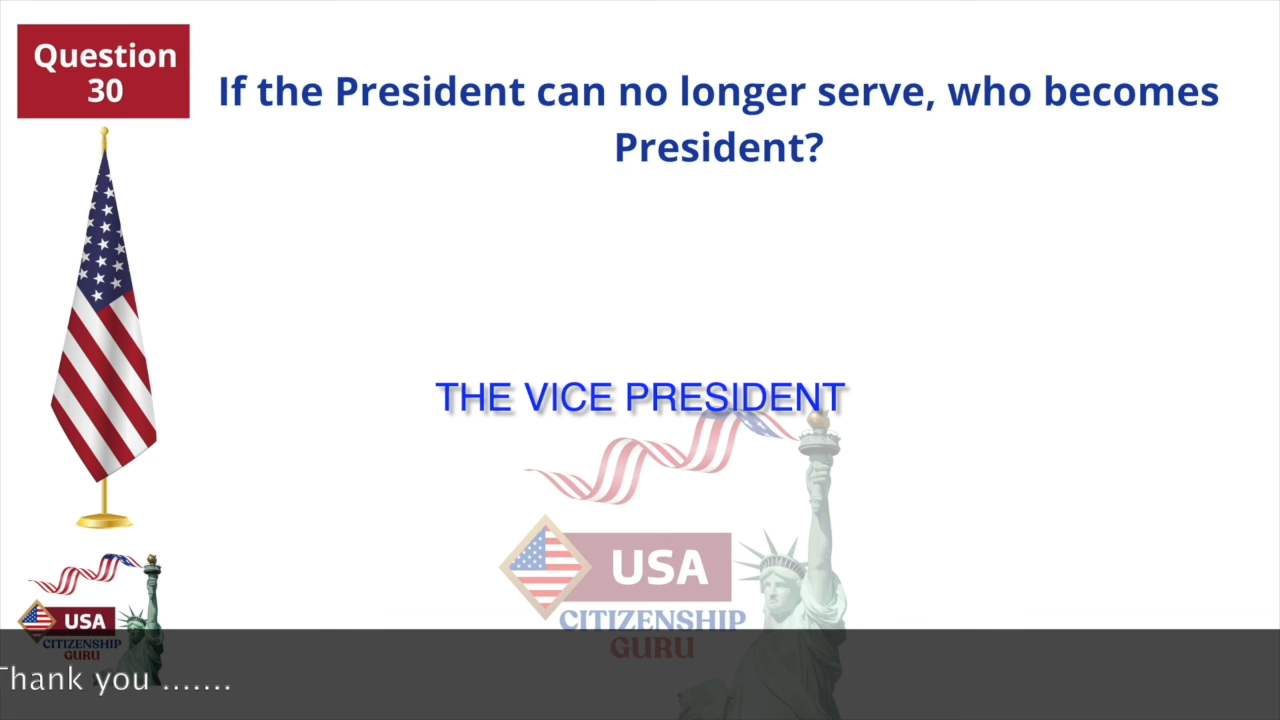 Question
30
If the President can no longer serve, who becomes
President?
THE VICE PRESIDENT
USA
CITIZENSHIP
GURU
USA
CITIZENSHIP
GURU
Thank you .......